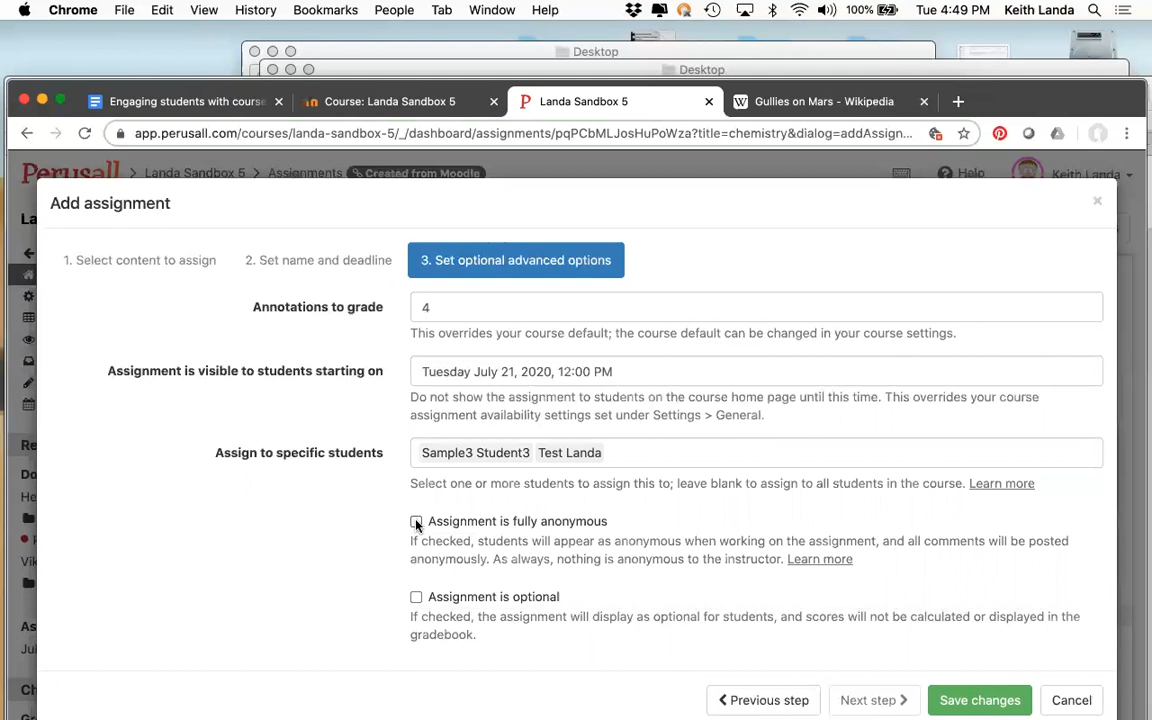 Chrome File Edit View History Bookmarks People Tab Window Help 100% Tue 4:49 PM Keith Landa
Desktop
Desktop
Engaging students with course Course: Landa Sandbox 5 Landa Sandbox 5 Gullies on Mars - Wikipedia
app.perusall.com/courses/landa-sandbox-5/_/dashboard/assignments/pqPCbMLJosHuPoWza?title=chemistry&dialog=addAssign...
Perusall Landa Sandbox 5 Assignments Created from Moodle Help Keith Landa
La
Add assignment ×
1. Select content to assign 2. Set name and deadline 3. Set optional advanced options
Annotations to grade 4
This overrides your course default; the course default can be changed in your course settings.
Assignment is visible to students starting on Tuesday July 21, 2020, 12:00 PM
Do not show the assignment to students on the course home page until this time. This overrides your course
assignment availability settings set under Settings > General.
Re
Assign to specific students Sample3 Student3 Test Landa
Do
Select one or more students to assign this to; leave blank to assign to all students in the course. Learn more
He
Assignment is fully anonymous
If checked, students will appear as anonymous when working on the assignment, and all comments will be posted
anonymously. As always, nothing is anonymous to the instructor. Learn more
Vik
Assignment is optional
If checked, the assignment will display as optional for students, and scores will not be calculated or displayed in the
gradebook.
As
Ju
Ch
Previous step Next step Save changes Cancel